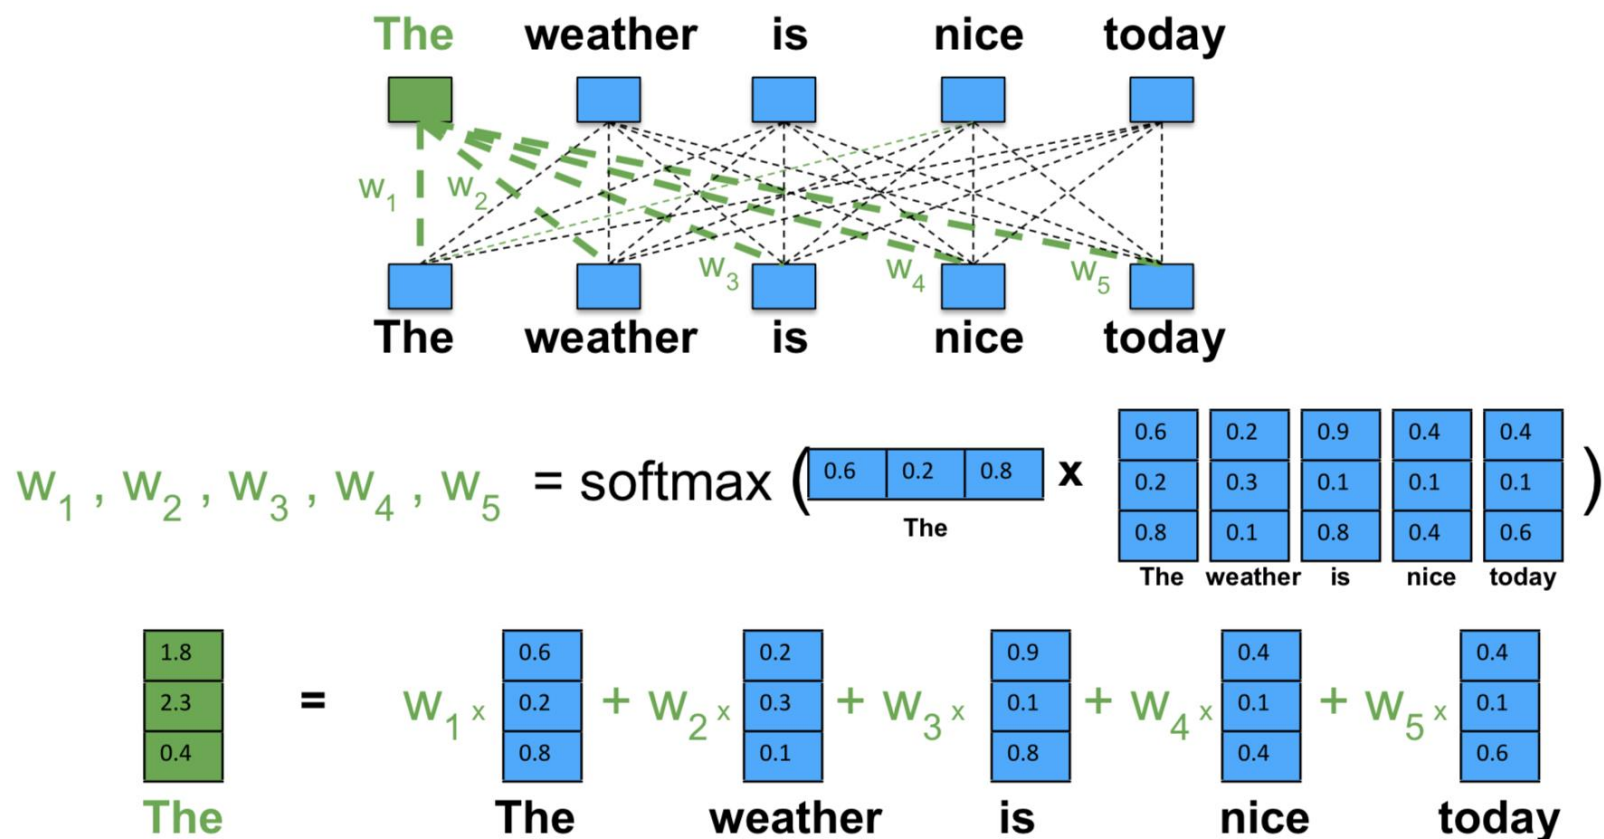 The weather is nice today
w1 w2
w3 w4 w5
The weather is nice today
w1 , w2 , w3 , w4 , w5 = softmax ( 0.6 0.2 0.8 x 0.6 0.2 0.9 0.4 0.4 )
0.2 0.3 0.1 0.1 0.1
0.8 0.1 0.8 0.4 0.6
The
The weather is nice today
1.8 0.6 0.2 0.9 0.4 0.4
2.3 = w1 x 0.2 + w2 x 0.3 + w3 x 0.1 + w4 x 0.1 + w5 x 0.1
0.4 0.8 0.1 0.8 0.4 0.6
The The weather is nice today